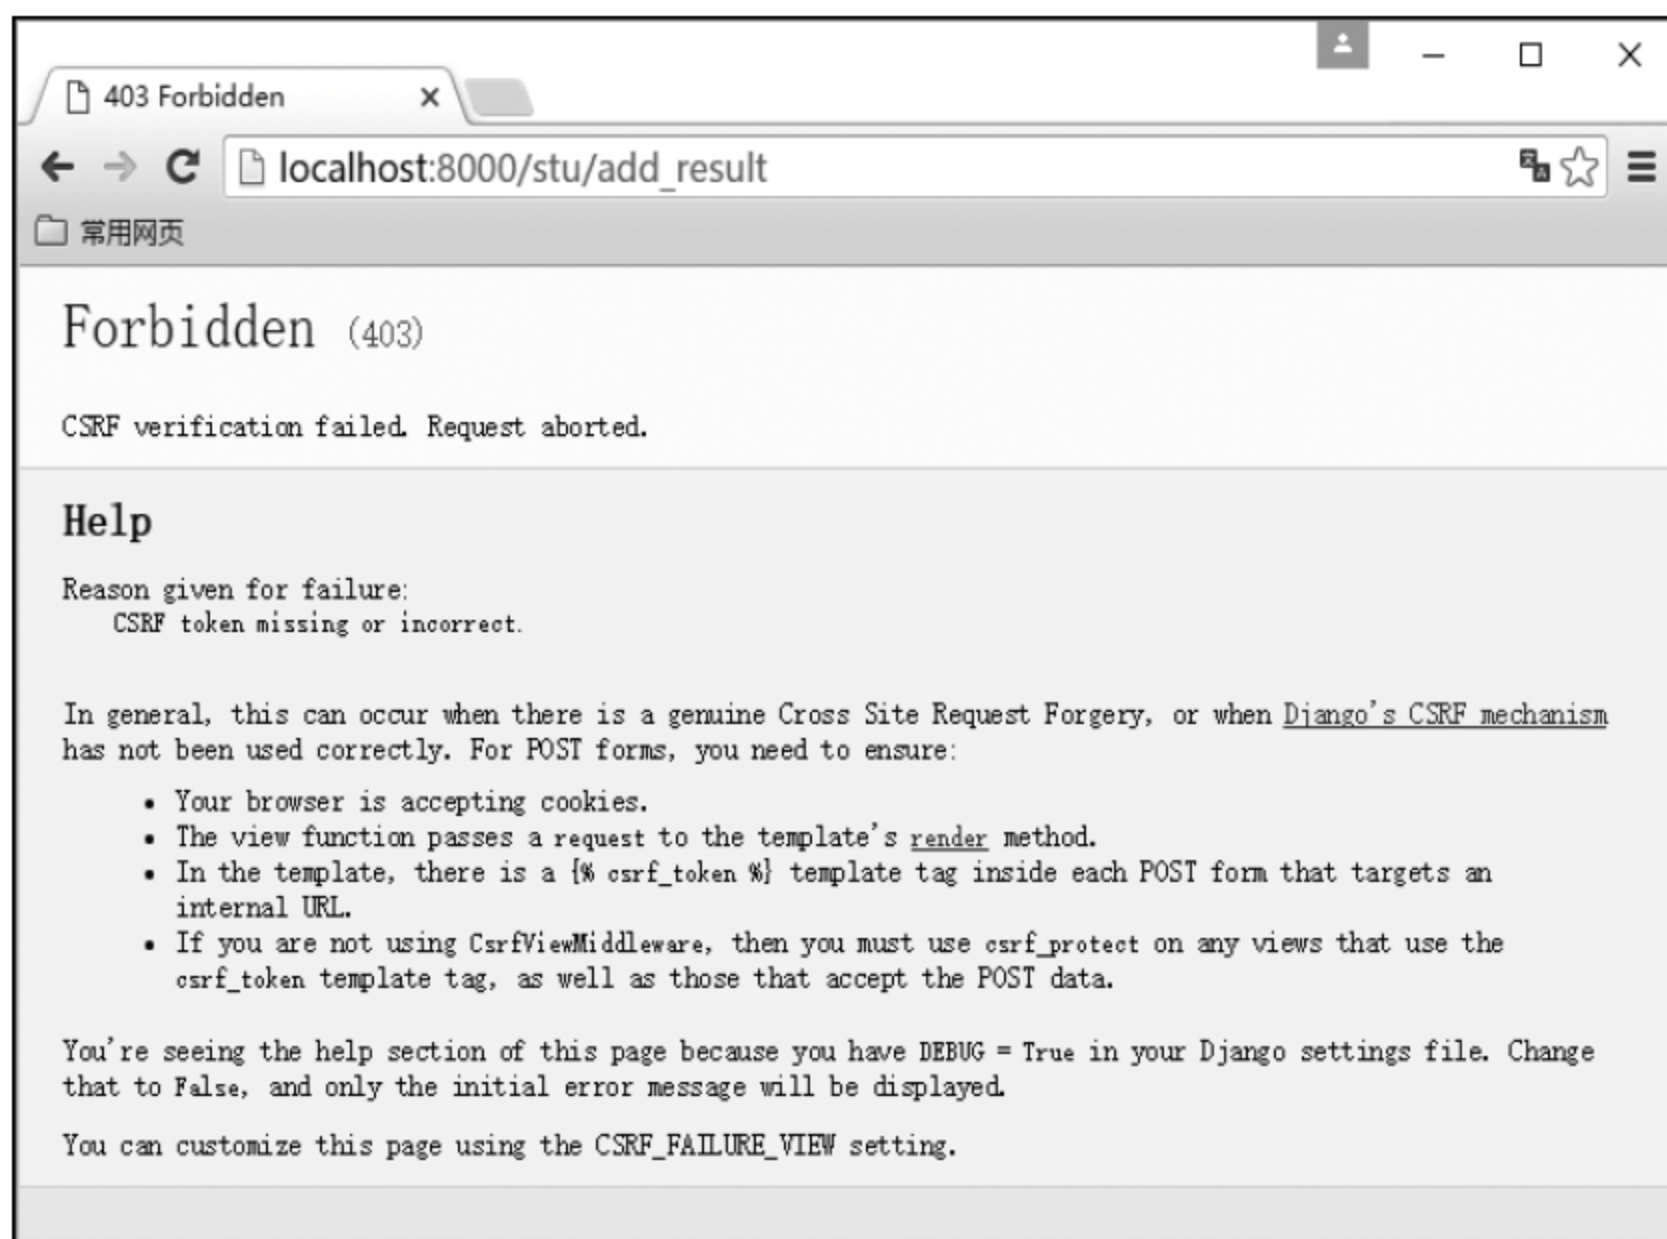 403 Forbidden
localhost:8000/stu/add_result
常用网页
Forbidden (403)
CSRF verification failed. Request aborted.
Help
Reason given for failure:
CSRF token missing or incorrect.
In general, this can occur when there is a genuine Cross Site Request Forgery, or when Django's CSRF mechanism
has not been used correctly. For POST forms, you need to ensure:
• Your browser is accepting cookies.
• The view function passes a request to the template's render method.
• In the template, there is a {% csrf_token %} template tag inside each POST form that targets an
internal URL.
• If you are not using CsrfViewMiddleware, then you must use csrf_protect on any views that use the
csrf_token template tag, as well as those that accept the POST data.
You're seeing the help section of this page because you have DEBUG = True in your Django settings file. Change
that to False, and only the initial error message will be displayed.
You can customize this page using the CSRF_FAILURE_VIEW setting.